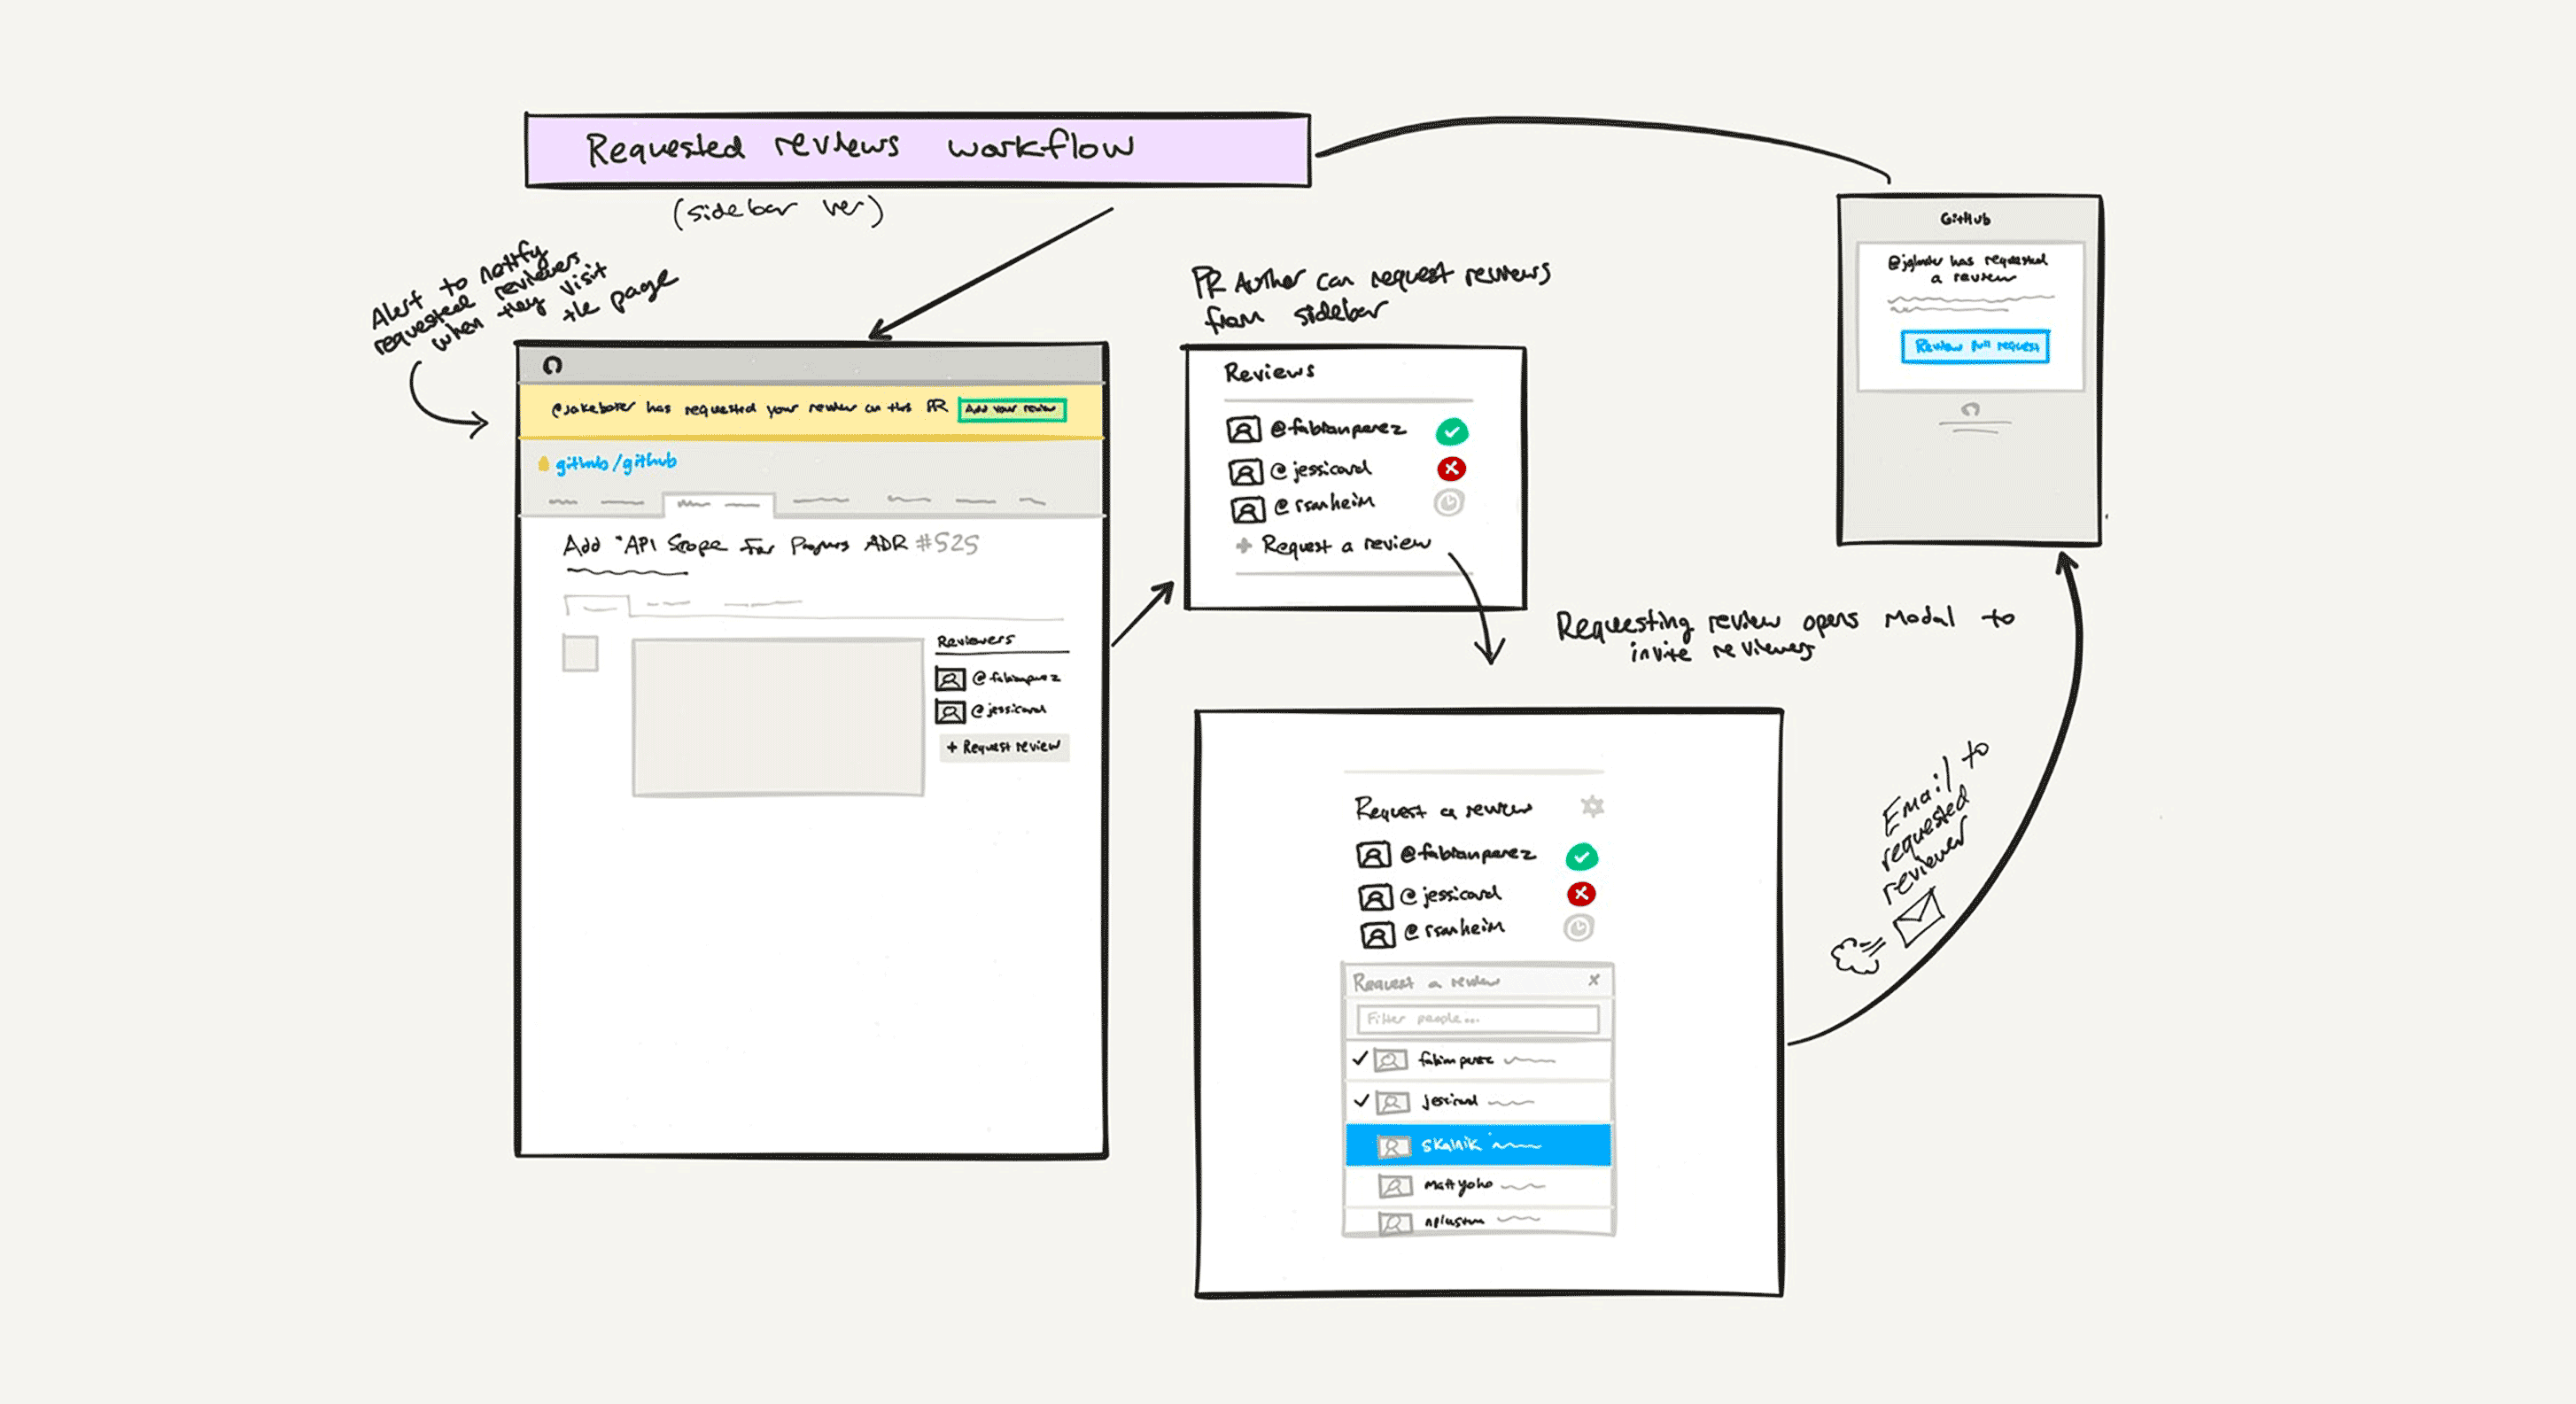 Requested reviews workflow
(sidebar ver)
Alert to notify
requested reviewers
when they visit
the page
@jakeboxer has requested your review on this PR
Add your review
github/github
Add "API Scope for Projects ADR #525
Reviewers
@fabianperez
@jessicard
+ Request review
PR Author can request reviews
from sidebar
Reviews
@fabianperez
@jessicard
@rsanheim
+ Request a review
Requesting review opens modal to
invite reviewers
Request a review
@fabianperez
@jessicard
@rsanheim
Request a review x
Filter people...
fabianperez
jessicard
skalnik
mattyoho
Email to
requested
reviewer
GitHub
has requested
a review
Review pull request